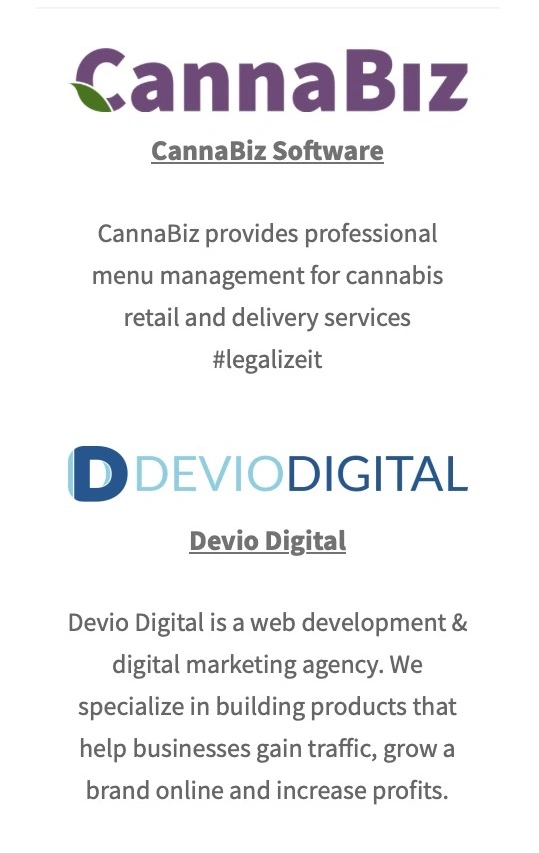 CannaBiz
CannaBiz Software
CannaBiz provides professional
menu management for cannabis
retail and delivery services
#legalizeit
D DEVIODIGITAL
Devio Digital
Devio Digital is a web development &
digital marketing agency. We
specialize in building products that
help businesses gain traffic, grow a
brand online and increase profits.